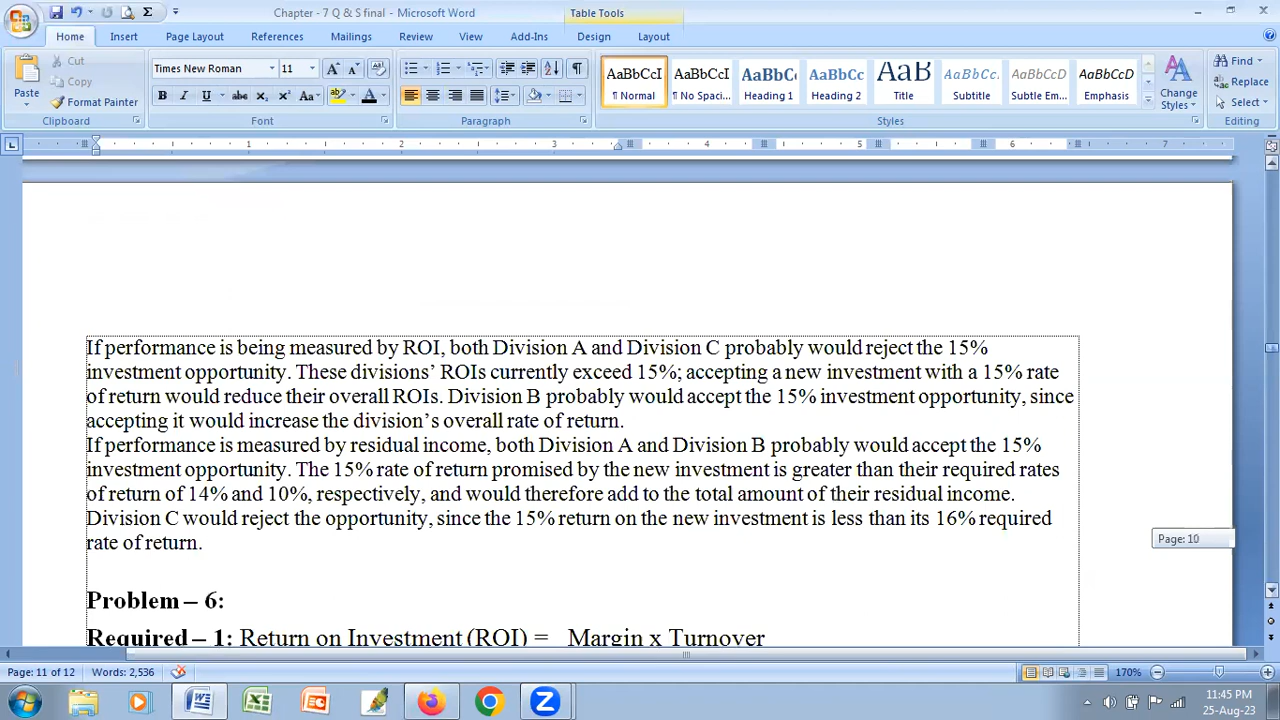 Chapter - 7 Q & S final - Microsoft Word
Table Tools
Home Insert Page Layout References Mailings Review View Add-Ins Design Layout
Paste
Cut
Copy
Format Painter
Clipboard
Times New Roman 11
Font
Paragraph
AaBbCcI AaBbCcI AaBbCc AaBbCc AaB AaBbCc. AaBbCcD AaBbCcD
¶ Normal ¶ No Spaci... Heading 1 Heading 2 Title Subtitle Subtle Em... Emphasis
Change Styles
Styles
Find
Replace
Select
Editing
1 2 3 4 5 6 7
If performance is being measured by ROI, both Division A and Division C probably would reject the 15%
investment opportunity. These divisions’ ROIs currently exceed 15%; accepting a new investment with a 15% rate
of return would reduce their overall ROIs. Division B probably would accept the 15% investment opportunity, since
accepting it would increase the division’s overall rate of return.
If performance is measured by residual income, both Division A and Division B probably would accept the 15%
investment opportunity. The 15% rate of return promised by the new investment is greater than their required rates
of return of 14% and 10%, respectively, and would therefore add to the total amount of their residual income.
Division C would reject the opportunity, since the 15% return on the new investment is less than its 16% required
rate of return.
Page: 10
Problem – 6:
Required – 1: Return on Investment (ROI) = Margin x Turnover
Page: 11 of 12 Words: 2,536 170%
11:45 PM
25-Aug-23